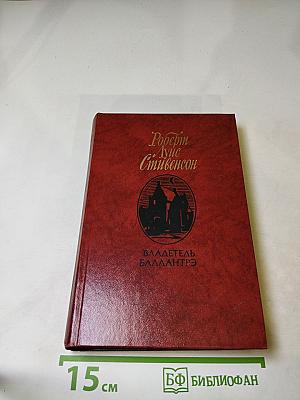 Роберт
Луис
Стивенсон
ВЛАДЕТЕЛЬ
БАЛЛАНТРЭ
15 см
БФ БИБЛИОФАН